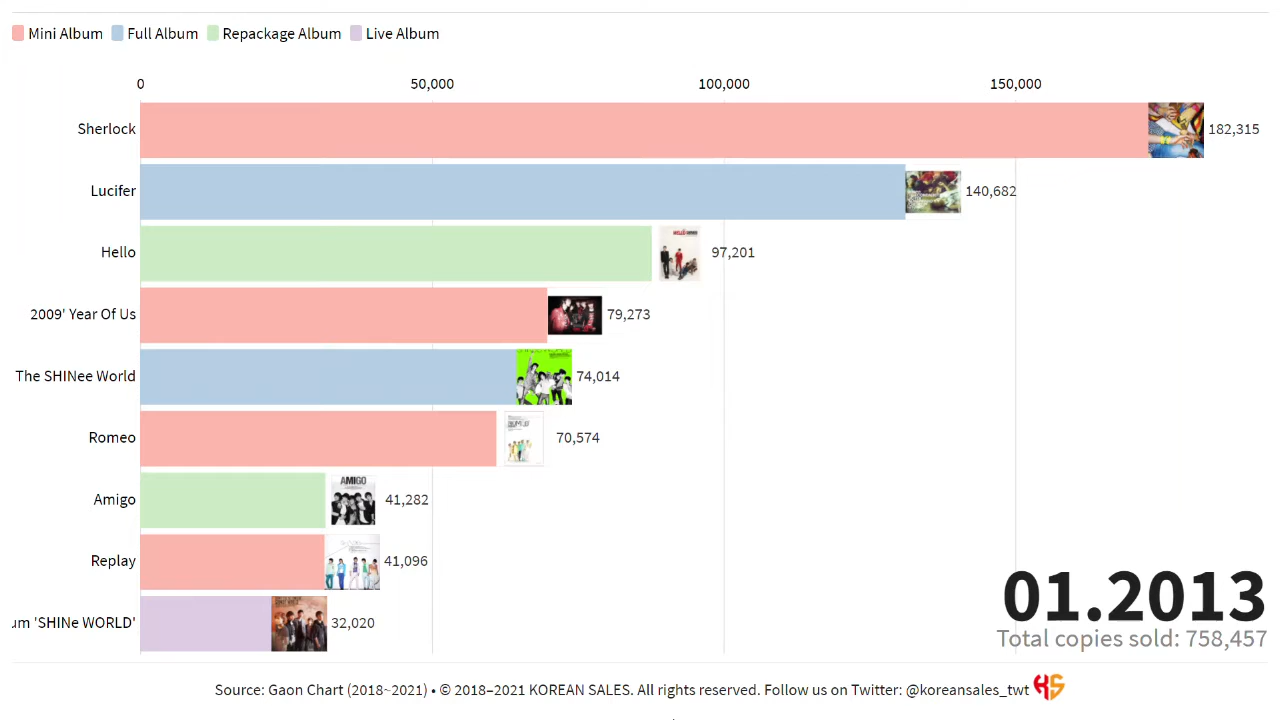 Mini Album Full Album Repackage Album Live Album
0 50,000 100,000 150,000
Sherlock 182,315
Lucifer 140,682
Hello 97,201
2009' Year Of Us 79,273
The SHINee World 74,014
Romeo 70,574
Amigo 41,282
AMIGO
Replay 41,096
um 'SHINe WORLD' 32,020
01.2013
Total copies sold: 758,457
Source: Gaon Chart (2018~2021) • © 2018–2021 KOREAN SALES. All rights reserved. Follow us on Twitter: @koreansales_twt KS